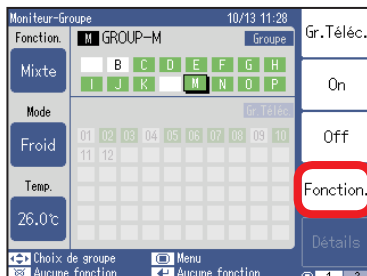 Moniteur-Groupe 10/13 11:28
Fonction. M GROUP-M Groupe Gr.Téléc.
Mixte
B C D E F G H
I J K M N O P
On
Mode
Gr.Téléc
Froid
01 02 03 04 05 06 07 08 09 10
11 12
Off
Temp.
Fonction.
26.0℃
Détails
Choix de groupe Menu
Aucune fonction Aucune fonction
1 2